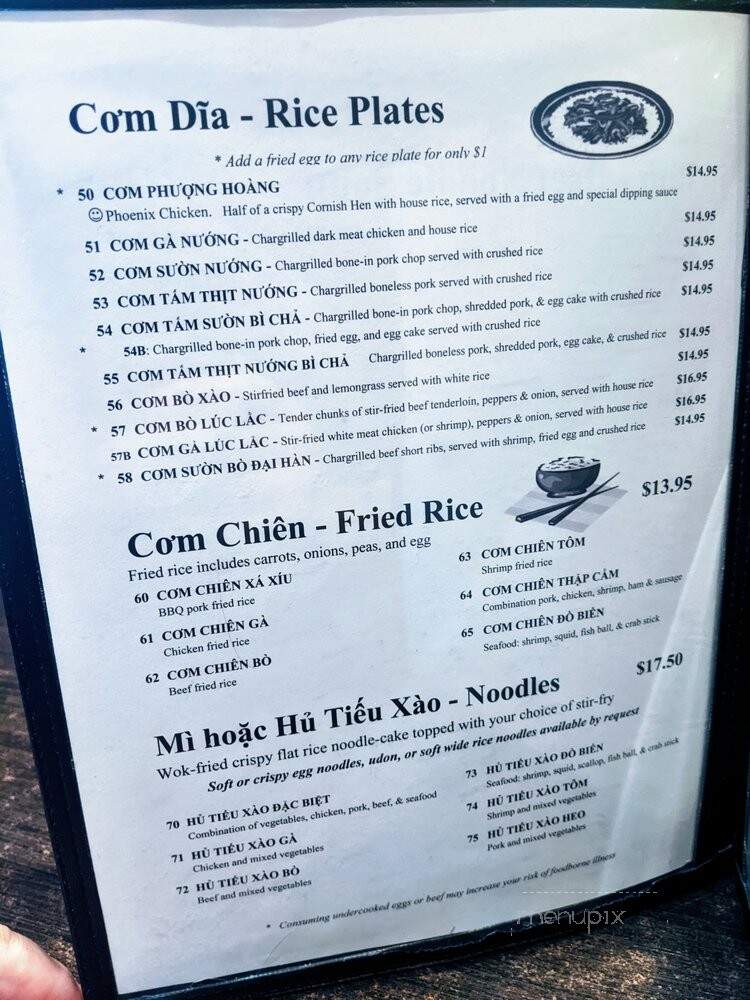 Cơm Dĩa - Rice Plates
* Add a fried egg to any rice plate for only $1
* 50 CƠM PHƯỢNG HOÀNG $14.95
☺ Phoenix Chicken. Half of a crispy Cornish Hen with house rice, served with a fried egg and special dipping sauce
51 CƠM GÀ NƯỚNG - Chargrilled dark meat chicken and house rice $14.95
52 CƠM SƯỜN NƯỚNG - Chargrilled bone-in pork chop served with crushed rice $14.95
53 CƠM TẤM THỊT NƯỚNG - Chargrilled boneless pork served with crushed rice $14.95
54 CƠM TẤM SƯỜN BÌ CHẢ - Chargrilled bone-in pork chop, shredded pork, & egg cake with crushed rice $14.95
* 54B: Chargrilled bone-in pork chop, fried egg, and egg cake served with crushed rice
55 CƠM TẤM THỊT NƯỚNG BÌ CHẢ Chargrilled boneless pork, shredded pork, egg cake, & crushed rice $14.95
56 CƠM BÒ XÀO - Stirfried beef and lemongrass served with white rice $14.95
* 57 CƠM BÒ LÚC LẮC - Tender chunks of stir-fried beef tenderloin, peppers & onion, served with house rice $16.95
57B CƠM GÀ LÚC LẮC - Stir-fried white meat chicken (or shrimp), peppers & onion, served with house rice $16.95
* 58 CƠM SƯỜN BÒ ĐẠI HÀN - Chargrilled beef short ribs, served with shrimp, fried egg and crushed rice $14.95
Cơm Chiên - Fried Rice $13.95
Fried rice includes carrots, onions, peas, and egg
60 CƠM CHIÊN XÁ XÍU
BBQ pork fried rice
61 CƠM CHIÊN GÀ
Chicken fried rice
62 CƠM CHIÊN BÒ
Beef fried rice
63 CƠM CHIÊN TÔM
Shrimp fried rice
64 CƠM CHIÊN THẬP CẨM
Combination pork, chicken, shrimp, ham & sausage
65 CƠM CHIÊN ĐỒ BIỂN
Seafood: shrimp, squid, fish ball, & crab stick
Mì hoặc Hủ Tiếu Xào - Noodles $17.50
Wok-fried crispy flat rice noodle-cake topped with your choice of stir-fry
Soft or crispy egg noodles, udon, or soft wide rice noodles available by request
70 HỦ TIẾU XÀO ĐẶC BIỆT
Combination of vegetables, chicken, pork, beef, & seafood
71 HỦ TIẾU XÀO GÀ
Chicken and mixed vegetables
72 HỦ TIẾU XÀO BÒ
Beef and mixed vegetables
73 HỦ TIẾU XÀO ĐỒ BIỂN
Seafood: shrimp, squid, scallop, fish ball, & crab stick
74 HỦ TIẾU XÀO TÔM
Shrimp and mixed vegetables
75 HỦ TIẾU XÀO HEO
Pork and mixed vegetables
* Consuming undercooked eggs or beef may increase your risk of foodborne illness
menupix